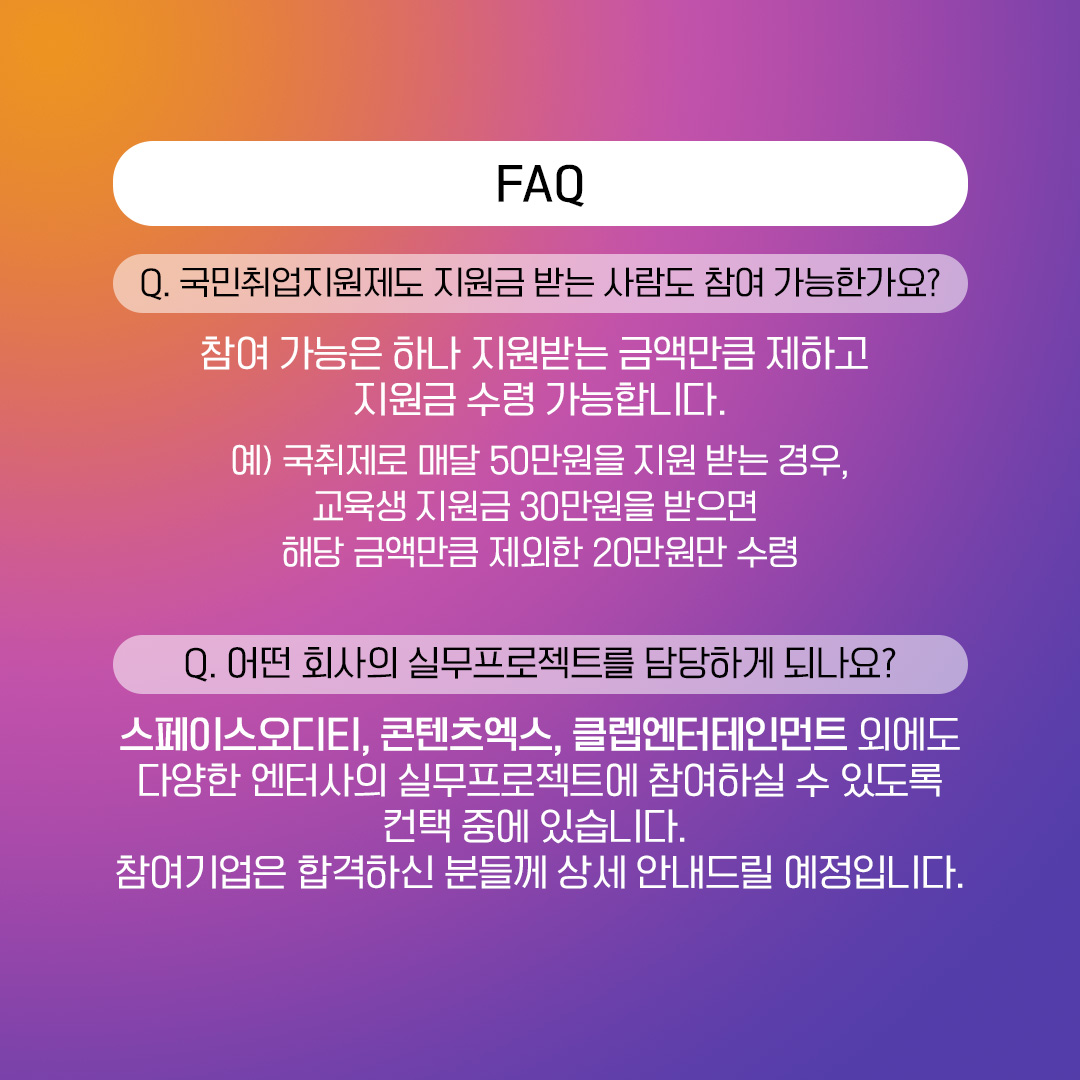 FAQ
Q. 국민취업지원제도 지원금 받는 사람도 참여 가능한가요?
참여 가능은 하나 지원받는 금액만큼 제하고
지원금 수령 가능합니다.
예) 국취제로 매달 50만원을 지원 받는 경우,
교육생 지원금 30만원을 받으면
해당 금액만큼 제외한 20만원만 수령
Q. 어떤 회사의 실무프로젝트를 담당하게 되나요?
스페이스오디티, 콘텐츠엑스, 클렙엔터테인먼트 외에도
다양한 엔터사의 실무프로젝트에 참여하실 수 있도록
컨택 중에 있습니다.
참여기업은 합격하신 분들께 상세 안내드릴 예정입니다.